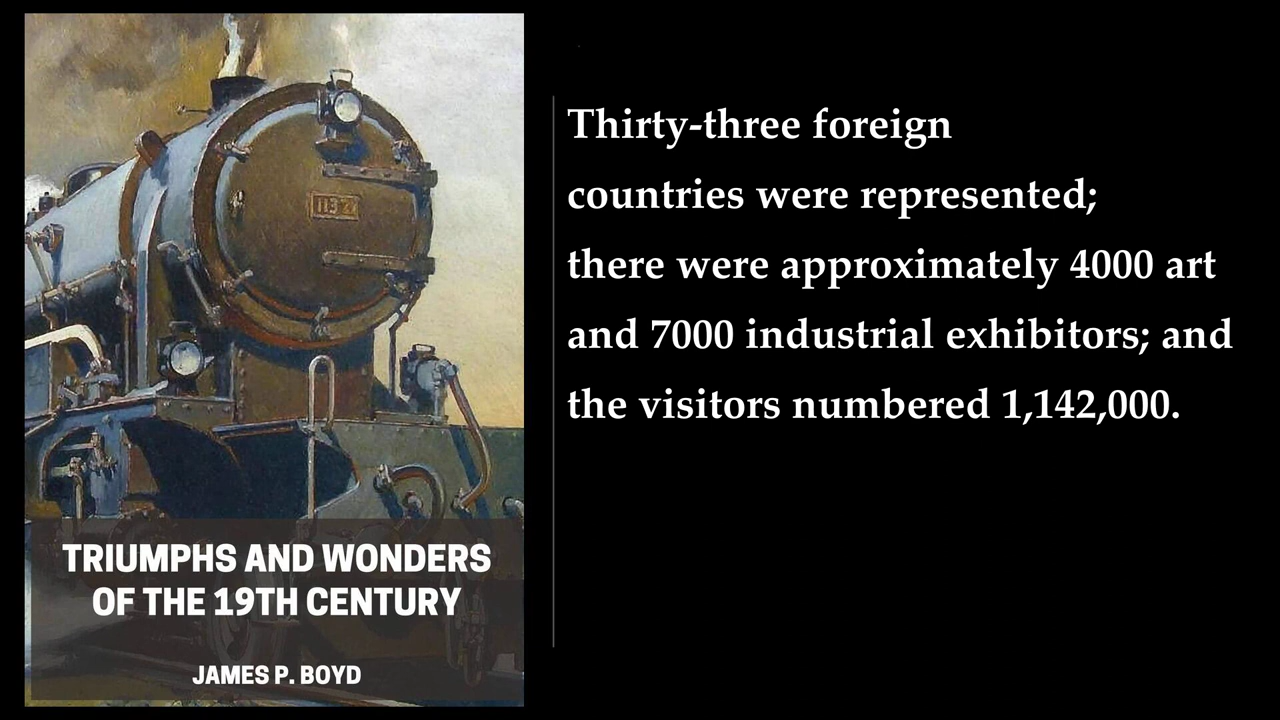 TRIUMPHS AND WONDERS
OF THE 19TH CENTURY
JAMES P. BOYD
Thirty-three foreign
countries were represented;
there were approximately 4000 art
and 7000 industrial exhibitors; and
the visitors numbered 1,142,000.